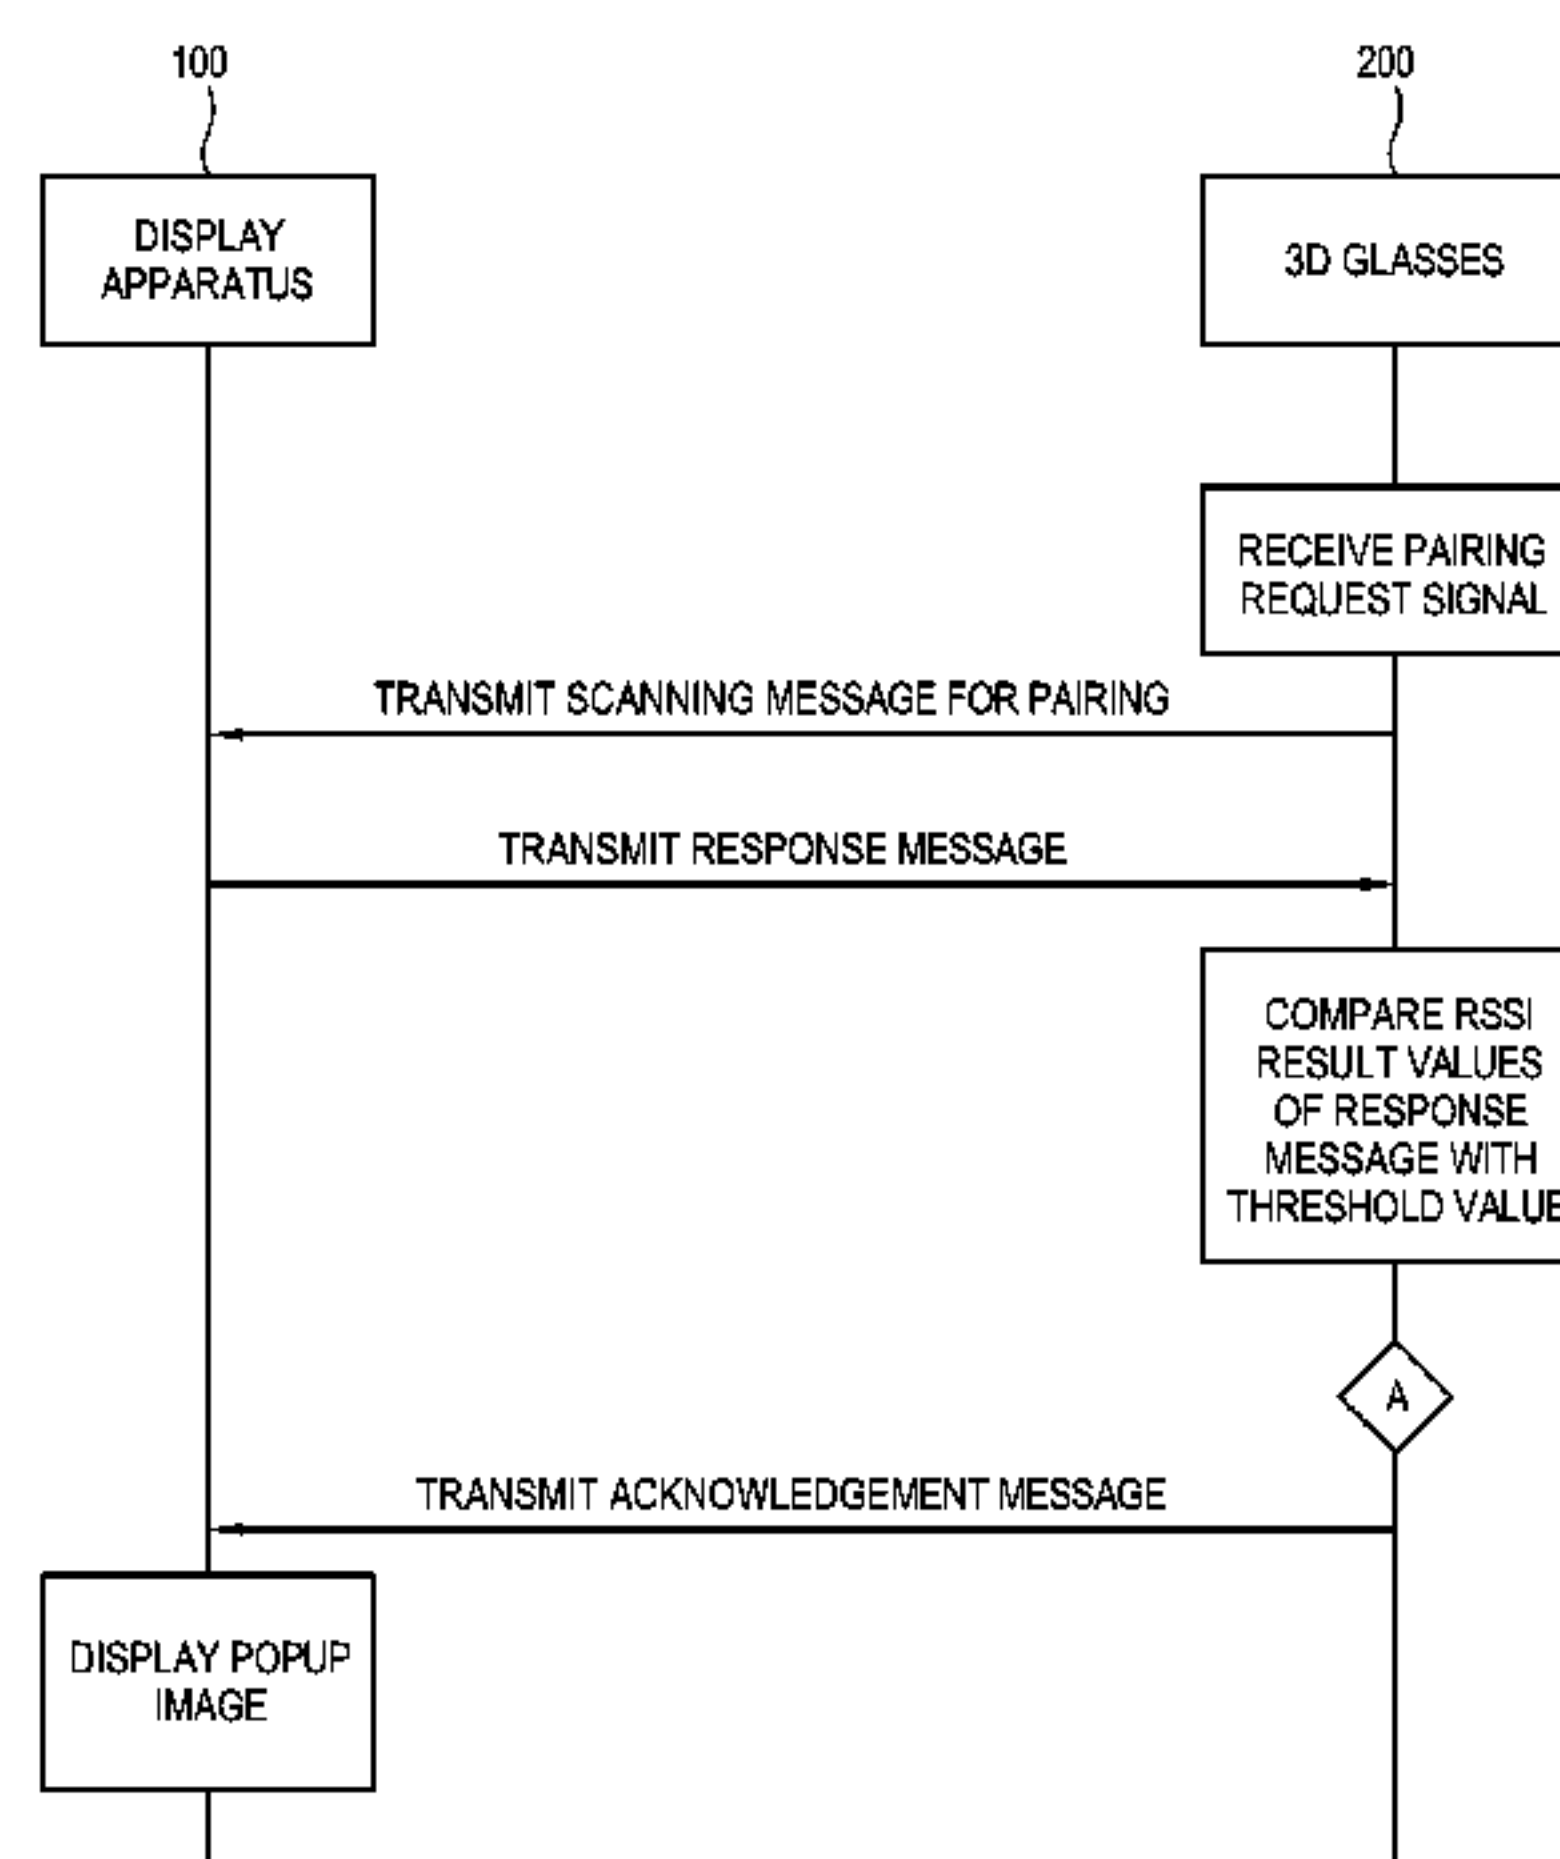 100
200
DISPLAY
APPARATUS
3D GLASSES
RECEIVE PAIRING
REQUEST SIGNAL
TRANSMIT SCANNING MESSAGE FOR PAIRING
TRANSMIT RESPONSE MESSAGE
COMPARE RSSI
RESULT VALUES
OF RESPONSE
MESSAGE WITH
THRESHOLD VALUE
A
TRANSMIT ACKNOWLEDGEMENT MESSAGE
DISPLAY POPUP
IMAGE